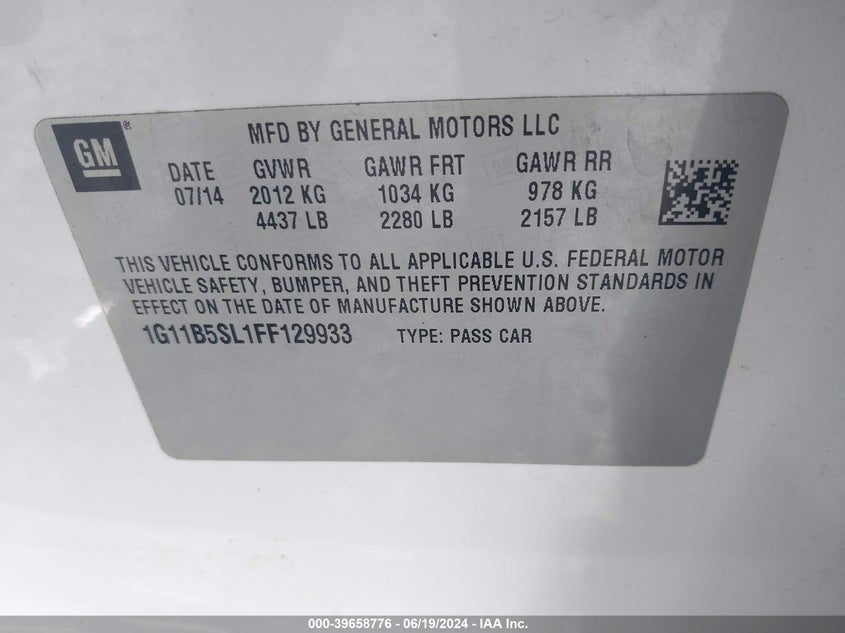 GM®
MFD BY GENERAL MOTORS LLC
DATE GVWR GAWR FRT GAWR RR
07/14 2012 KG 1034 KG 978 KG
4437 LB 2280 LB 2157 LB
THIS VEHICLE CONFORMS TO ALL APPLICABLE U.S. FEDERAL MOTOR
VEHICLE SAFETY, BUMPER, AND THEFT PREVENTION STANDARDS IN
EFFECT ON THE DATE OF MANUFACTURE SHOWN ABOVE.
1G11B5SL1FF129933 TYPE: PASS CAR
000-39658776 - 06/19/2024 - IAA Inc.